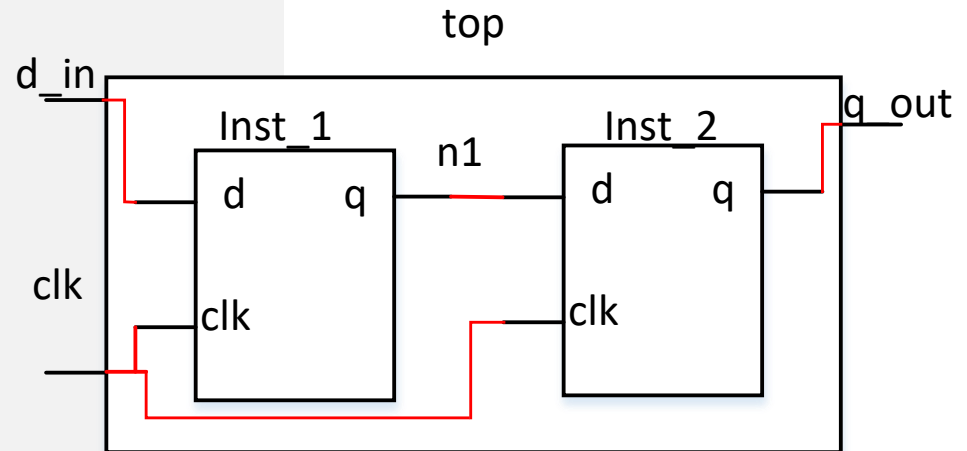 top
d_in
q_out
Inst_1
n1
Inst_2
d
q
d
q
clk
clk
clk